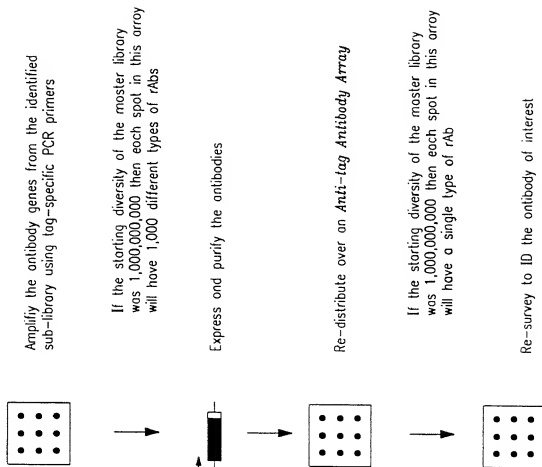 Amplifiy the antibody genes from the identified
sub-library using tag-specific PCR primers
If the starting diversity of the master library
was 1,000,000,000 then each spot in this array
will have 1,000 different types of rAbs
Express and purify the antibodies
Re-distribute over an Anti-tag Antibody Array
If the starting diversity of the master library
was 1,000,000,000 then each spot in this array
will have a single type of rAb
Re-survey to ID the antibody of interest